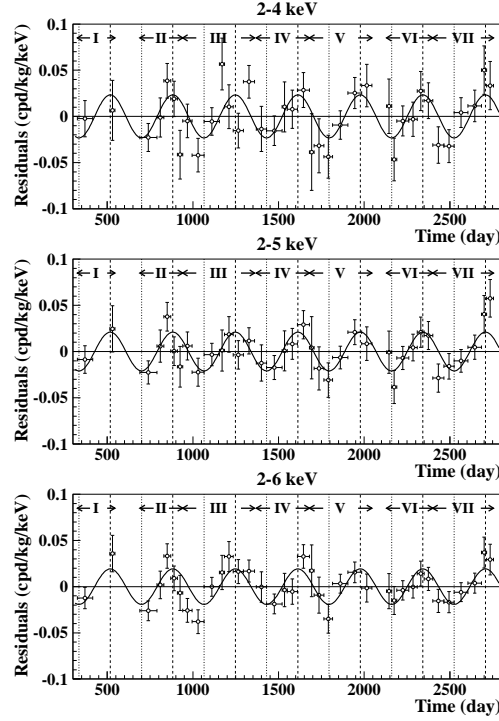 2-4 keV
Residuals (cpd/kg/keV)
0.1
0.05
0
-0.05
-0.1
I II III IV V VI VII
500 1000 1500 2000 2500
Time (day)
2-5 keV
Residuals (cpd/kg/keV)
0.1
0.05
0
-0.05
-0.1
I II III IV V VI VII
500 1000 1500 2000 2500
Time (day)
2-6 keV
Residuals (cpd/kg/keV)
0.1
0.05
0
-0.05
-0.1
I II III IV V VI VII
500 1000 1500 2000 2500
Time (day)